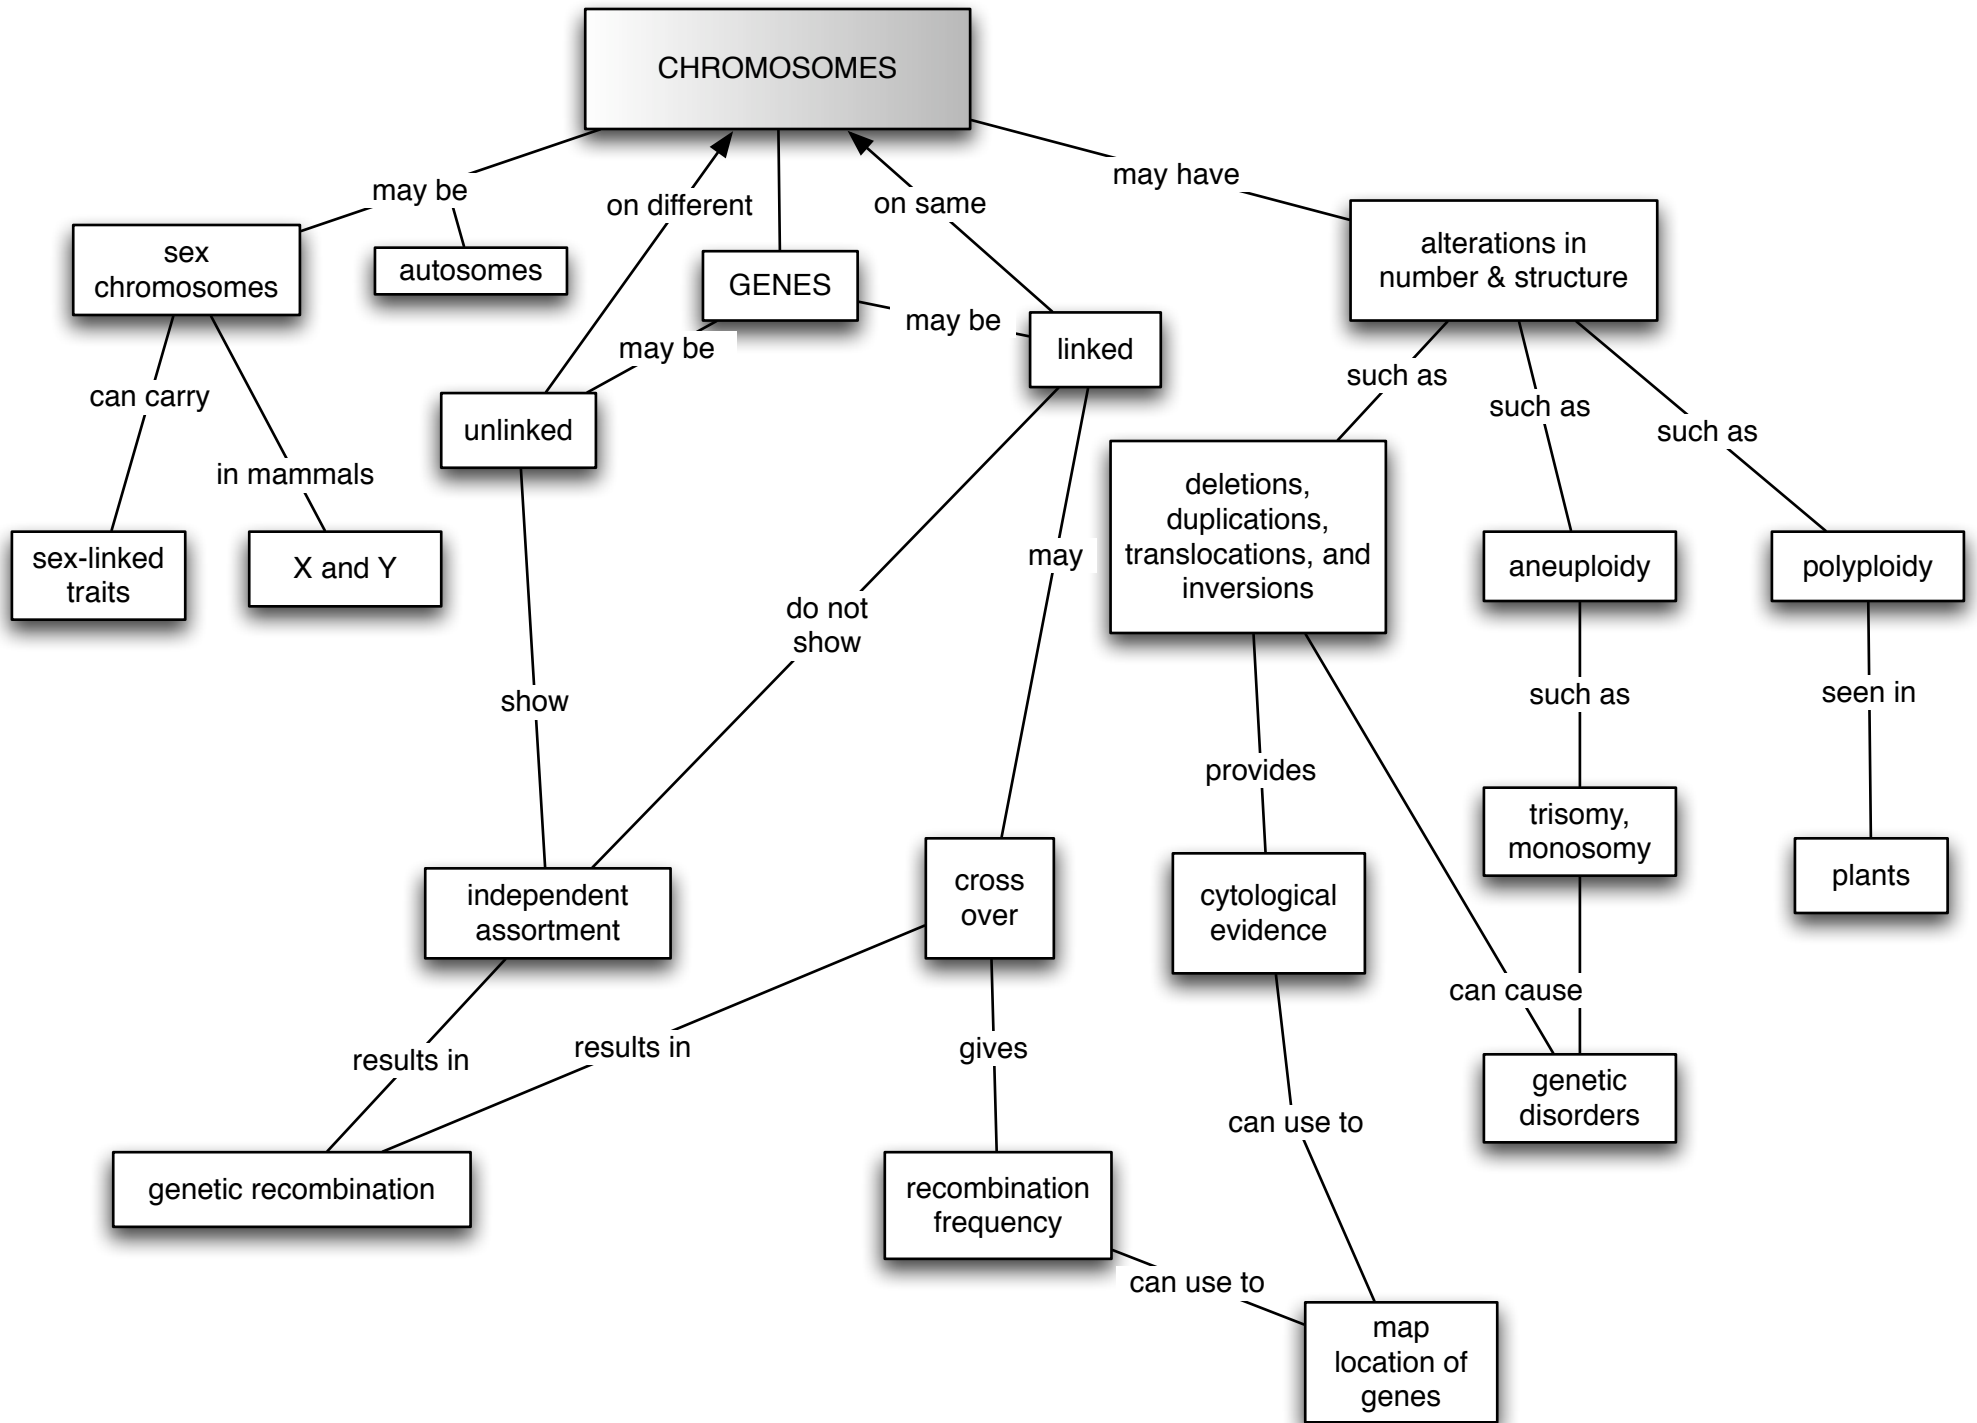 CHROMOSOMES
may be
on different
on same
may have
sex
chromosomes
autosomes
GENES
alterations in
number & structure
may be
may be
linked
can carry
unlinked
such as
such as
such as
in mammals
deletions,
duplications,
translocations, and
inversions
sex-linked
traits
X and Y
may
aneuploidy
polyploidy
do not
show
show
such as
seen in
provides
trisomy,
monosomy
plants
independent
assortment
cross
over
cytological
evidence
can cause
results in
results in
gives
genetic
disorders
can use to
genetic recombination
recombination
frequency
can use to
map
location of
genes